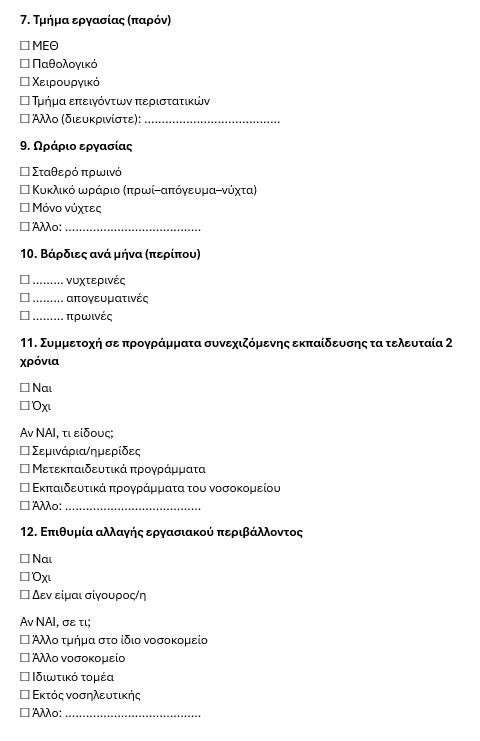 7. Τμήμα εργασίας (παρόν)
☐ ΜΕΘ
☐ Παθολογικό
☐ Χειρουργικό
☐ Τμήμα επειγόντων περιστατικών
☐ Άλλο (διευκρινίστε): .......................................
9. Ωράριο εργασίας
☐ Σταθερό πρωινό
☐ Κυκλικό ωράριο (πρωί–απόγευμα–νύχτα)
☐ Μόνο νύχτες
☐ Άλλο: .......................................
10. Βάρδιες ανά μήνα (περίπου)
☐ ......... νυχτερινές
☐ ......... απογευματινές
☐ ......... πρωινές
11. Συμμετοχή σε προγράμματα συνεχιζόμενης εκπαίδευσης τα τελευταία 2
χρόνια
☐ Ναι
☐ Όχι
Αν ΝΑΙ, τι είδους;
☐ Σεμινάρια/ημερίδες
☐ Μετεκπαιδευτικά προγράμματα
☐ Εκπαιδευτικά προγράμματα του νοσοκομείου
☐ Άλλο: .......................................
12. Επιθυμία αλλαγής εργασιακού περιβάλλοντος
☐ Ναι
☐ Όχι
☐ Δεν είμαι σίγουρος/η
Αν ΝΑΙ, σε τι;
☐ Άλλο τμήμα στο ίδιο νοσοκομείο
☐ Άλλο νοσοκομείο
☐ Ιδιωτικό τομέα
☐ Εκτός νοσηλευτικής
☐ Άλλο: .......................................